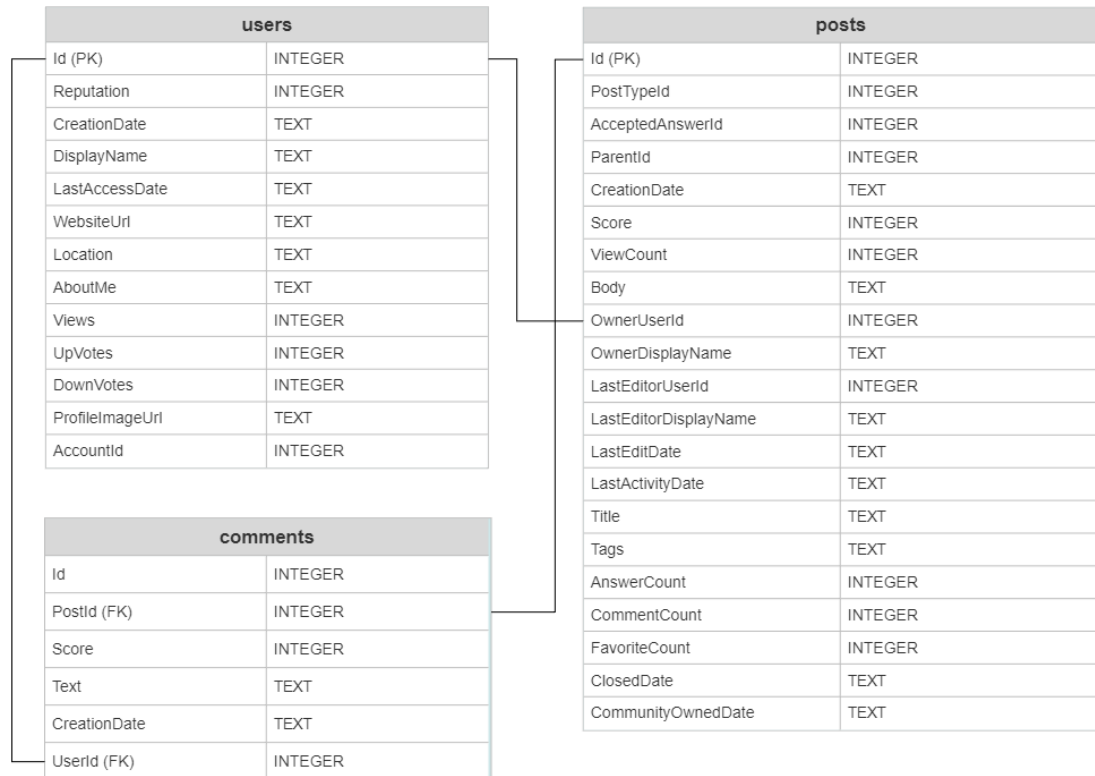 users
Id (PK) INTEGER
Reputation INTEGER
CreationDate TEXT
DisplayName TEXT
LastAccessDate TEXT
WebsiteUrl TEXT
Location TEXT
AboutMe TEXT
Views INTEGER
UpVotes INTEGER
DownVotes INTEGER
ProfileImageUrl TEXT
AccountId INTEGER
comments
Id INTEGER
PostId (FK) INTEGER
Score INTEGER
Text TEXT
CreationDate TEXT
UserId (FK) INTEGER
posts
Id (PK) INTEGER
PostTypeId INTEGER
AcceptedAnswerId INTEGER
ParentId INTEGER
CreationDate TEXT
Score INTEGER
ViewCount INTEGER
Body TEXT
OwnerUserId INTEGER
OwnerDisplayName TEXT
LastEditorUserId INTEGER
LastEditorDisplayName TEXT
LastEditDate TEXT
LastActivityDate TEXT
Title TEXT
Tags TEXT
AnswerCount INTEGER
CommentCount INTEGER
FavoriteCount INTEGER
ClosedDate TEXT
CommunityOwnedDate TEXT